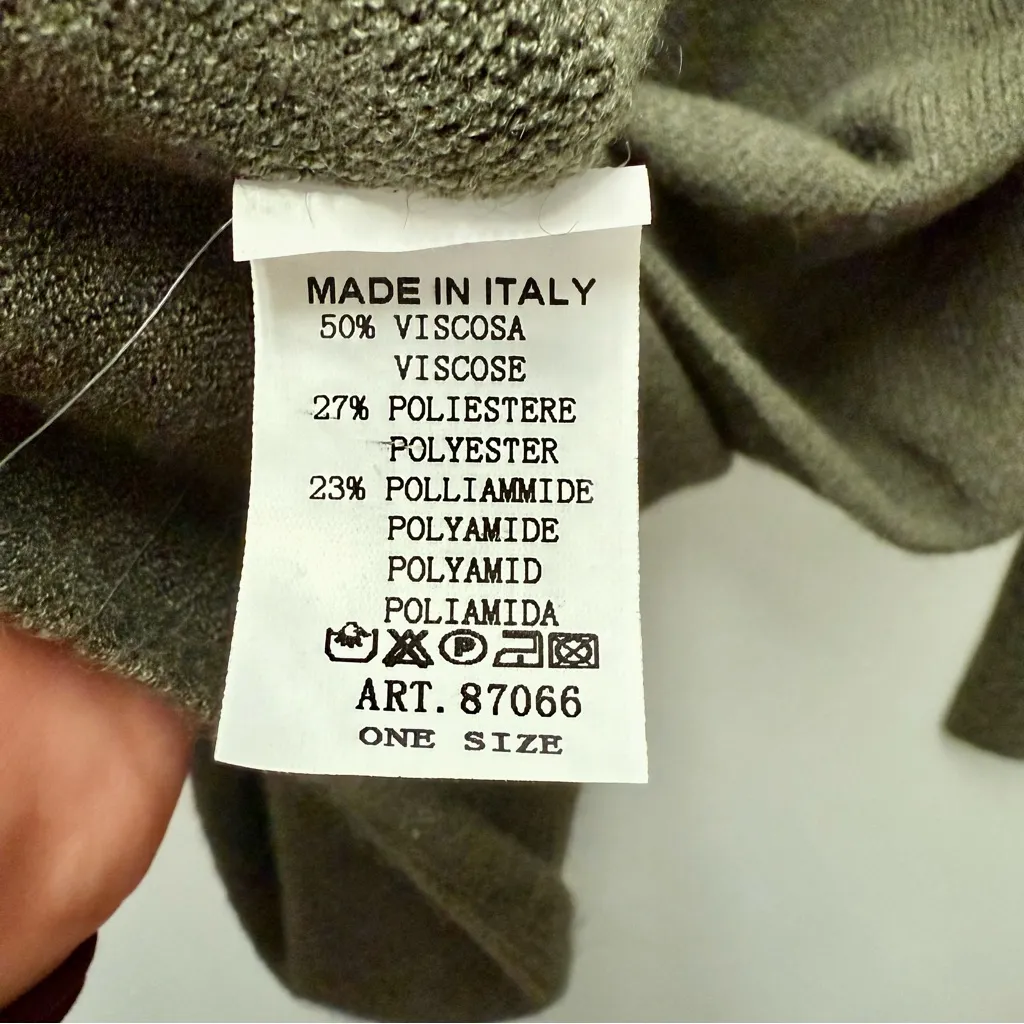 MADE IN ITALY
50% VISCOSA
VISCOSE
27% POLIESTERE
POLYESTER
23% POLLIAMMIDE
POLYAMIDE
POLYAMID
POLIAMIDA
P
ART. 87066
ONE SIZE